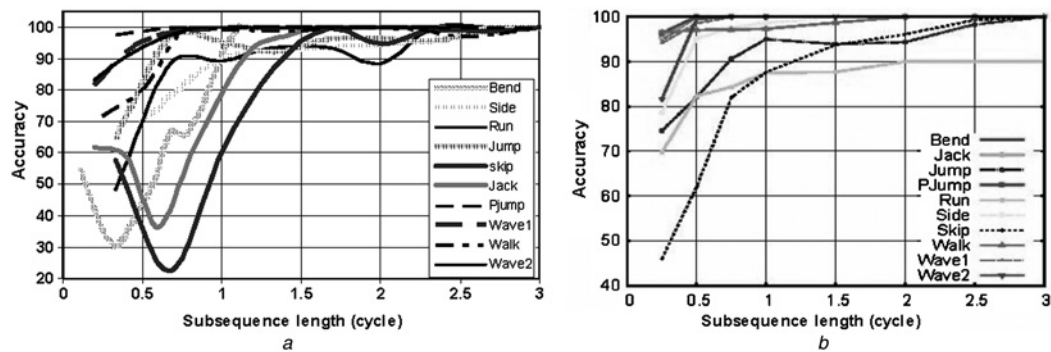 100
90
80
70
60
50
40
30
20
Accuracy
0
0.5
1
1.5
2
2.5
3
Subsequence length (cycle)
Bend
Side
Run
Jump
skip
Jack
Pjump
Wave1
Walk
Wave2
a
100
90
80
70
60
50
40
Accuracy
0
0.5
1
1.5
2
2.5
3
Subsequence length (cycle)
Bend
Jack
Jump
PJump
Run
Side
Skip
Walk
Wave1
Wave2
b